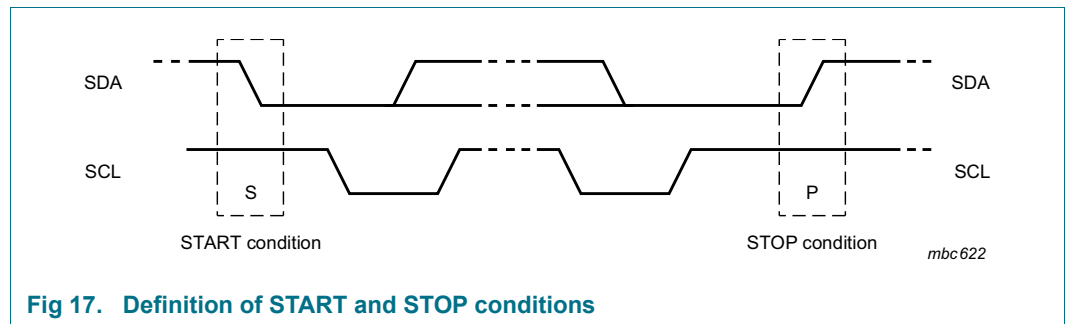 SDA SDA
SCL SCL
S P
START condition STOP condition
mbc622
Fig 17. Definition of START and STOP conditions